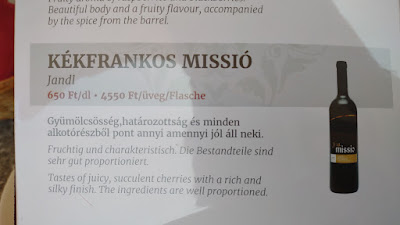 Beautiful body and a fruity flavour, accompanied
by the spice from the barrel.
KÉKFRANKOS MISSIÓ
Jandl
650 Ft/dl • 4550 Ft/üveg/Flasche
Gyümölcsösség,határozottság és minden
alkotórészből pont annyi amennyi jól áll neki.
Fruchtig und charakteristisch. Die Bestandteile sind
sehr gut proportioniert.
Tastes of juicy, succulent cherries with a rich and
silky finish. The ingredients are well proportioned.
missió